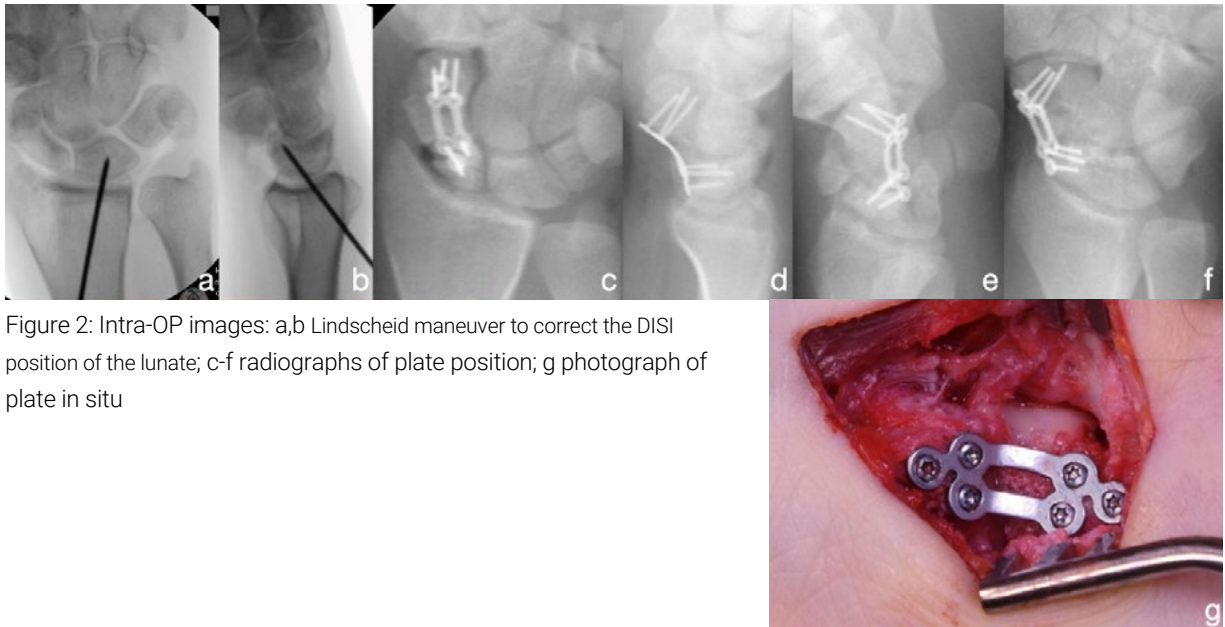 a b c d e f
Figure 2: Intra-OP images: a,b Lindscheid maneuver to correct the DISI
position of the lunate; c-f radiographs of plate position; g photograph of
plate in situ
g